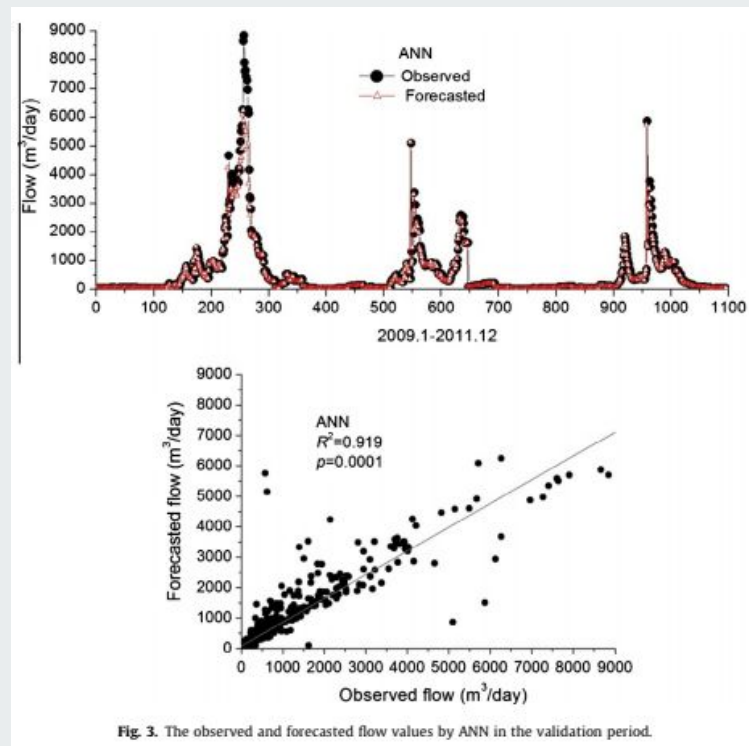 9000
8000
7000
6000
5000
4000
3000
2000
1000
0
Flow (m³/day)
ANN
Observed
Forecasted
0 100 200 300 400 500 600 700 800 900 1000 1100
2009.1-2011.12
9000
8000
7000
6000
5000
4000
3000
2000
1000
0
Forecasted flow (m³/day)
ANN
R²=0.919
p=0.0001
0 1000 2000 3000 4000 5000 6000 7000 8000 9000
Observed flow (m³/day)
Fig. 3. The observed and forecasted flow values by ANN in the validation period.